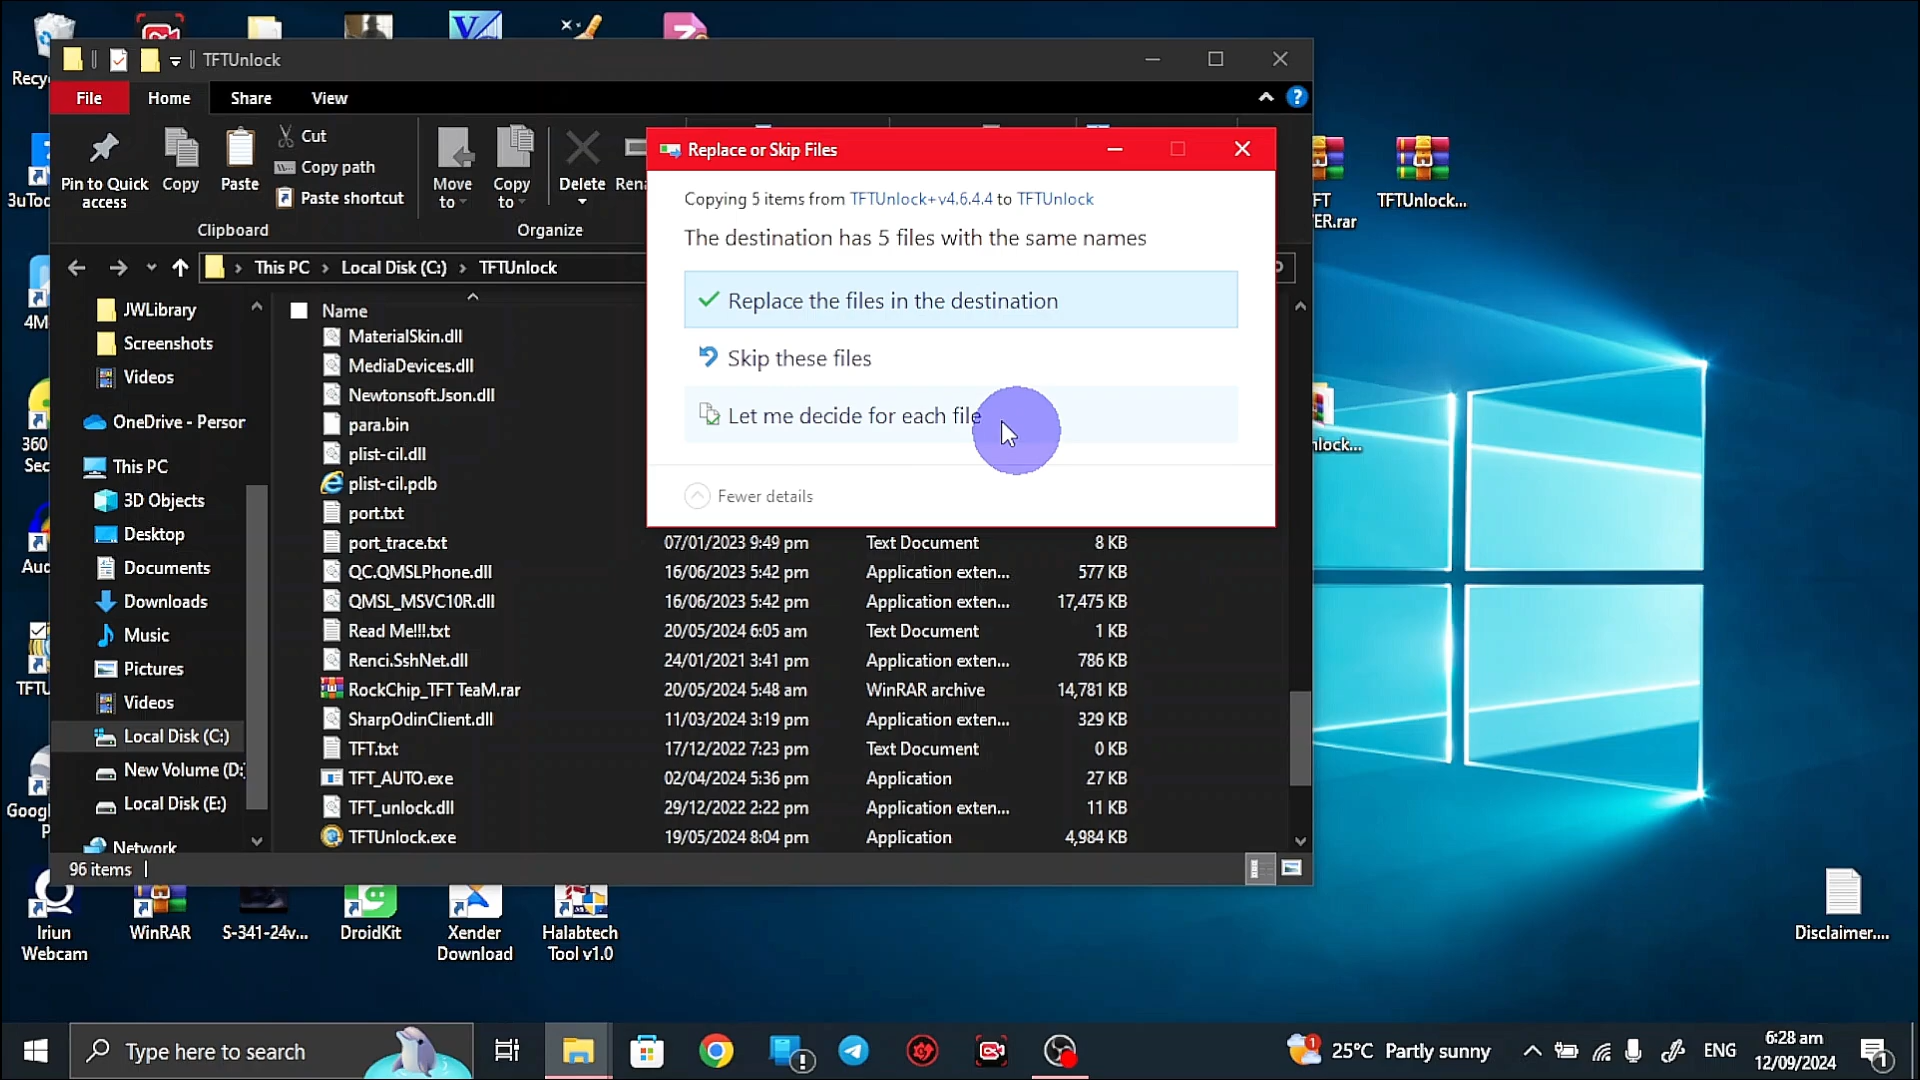 TFTUnlock
File
Home
Share
View
Pin to Quick access
Copy
Paste
Cut
Copy path
Paste shortcut
Move to
Copy to
Delete
Clipboard
Organize
This PC > Local Disk (C:) > TFTUnlock
Replace or Skip Files
Copying 5 items from TFTUnlock+v4.6.4.4 to TFTUnlock
The destination has 5 files with the same names
Replace the files in the destination
Skip these files
Let me decide for each file
Fewer details
JWLibrary
Screenshots
Videos
OneDrive - Person
This PC
3D Objects
Desktop
Documents
Downloads
Music
Pictures
Videos
Local Disk (C:)
New Volume (D:)
Local Disk (E:)
Network
Name
MaterialSkin.dll
MediaDevices.dll
Newtonsoft.Json.dll
para.bin
plist-cil.dll
plist-cil.pdb
port.txt
port_trace.txt 07/01/2023 9:49 pm Text Document 8 KB
QC.QMSLPhone.dll 16/06/2023 5:42 pm Application exten... 577 KB
QMSL_MSVC10R.dll 16/06/2023 5:42 pm Application exten... 17,475 KB
Read Me!!!.txt 20/05/2024 6:05 am Text Document 1 KB
Renci.SshNet.dll 24/01/2021 3:41 pm Application exten... 786 KB
RockChip_TFT TeaM.rar 20/05/2024 5:48 am WinRAR archive 14,781 KB
SharpOdinClient.dll 11/03/2024 3:19 pm Application exten... 329 KB
TFT.txt 17/12/2022 7:23 pm Text Document 0 KB
TFT_AUTO.exe 02/04/2024 5:36 pm Application 27 KB
TFT_unlock.dll 29/12/2022 2:22 pm Application exten... 11 KB
TFTUnlock.exe 19/05/2024 8:04 pm Application 4,984 KB
96 items
TFTUnlock...
Iriun Webcam
WinRAR
S-341-24v...
DroidKit
Xender Download
Halabtech Tool v1.0
Disclaimer....
Type here to search
25°C Partly sunny
ENG
6:28 am
12/09/2024
1